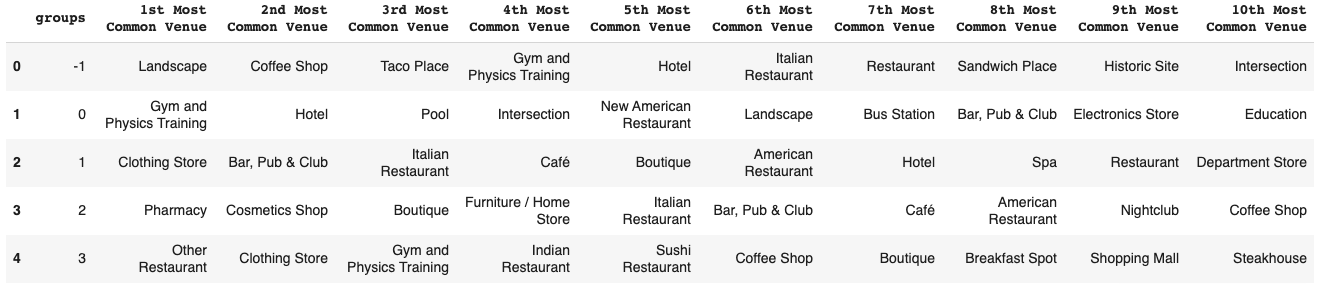 groups 1st Most Common Venue 2nd Most Common Venue 3rd Most Common Venue 4th Most Common Venue 5th Most Common Venue 6th Most Common Venue 7th Most Common Venue 8th Most Common Venue 9th Most Common Venue 10th Most Common Venue
0 -1 Landscape Coffee Shop Taco Place Gym and Physics Training Hotel Italian Restaurant Restaurant Sandwich Place Historic Site Intersection
1 0 Gym and Physics Training Hotel Pool Intersection New American Restaurant Landscape Bus Station Bar, Pub & Club Electronics Store Education
2 1 Clothing Store Bar, Pub & Club Italian Restaurant Café Boutique American Restaurant Hotel Spa Restaurant Department Store
3 2 Pharmacy Cosmetics Shop Boutique Furniture / Home Store Italian Restaurant Bar, Pub & Club Café American Restaurant Nightclub Coffee Shop
4 3 Other Restaurant Clothing Store Gym and Physics Training Indian Restaurant Sushi Restaurant Coffee Shop Boutique Breakfast Spot Shopping Mall Steakhouse